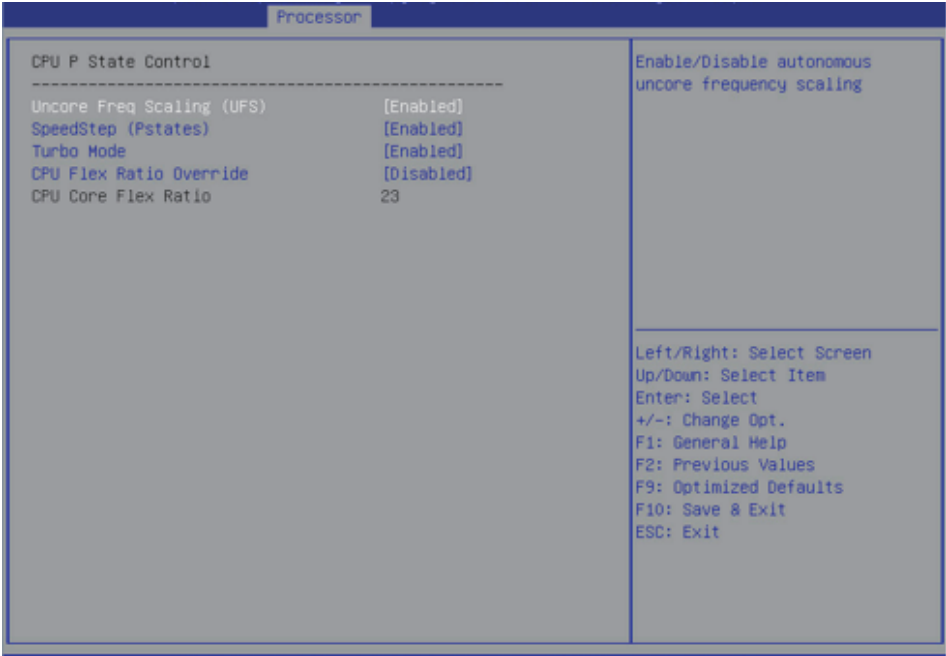 Processor
CPU P State Control
--------------------------------------------------
Uncore Freq Scaling (UFS) [Enabled]
SpeedStep (Pstates) [Enabled]
Turbo Mode [Enabled]
CPU Flex Ratio Override [Disabled]
CPU Core Flex Ratio 23
Enable/Disable autonomous
uncore frequency scaling
Left/Right: Select Screen
Up/Down: Select Item
Enter: Select
+/-: Change Opt.
F1: General Help
F2: Previous Values
F9: Optimized Defaults
F10: Save & Exit
ESC: Exit